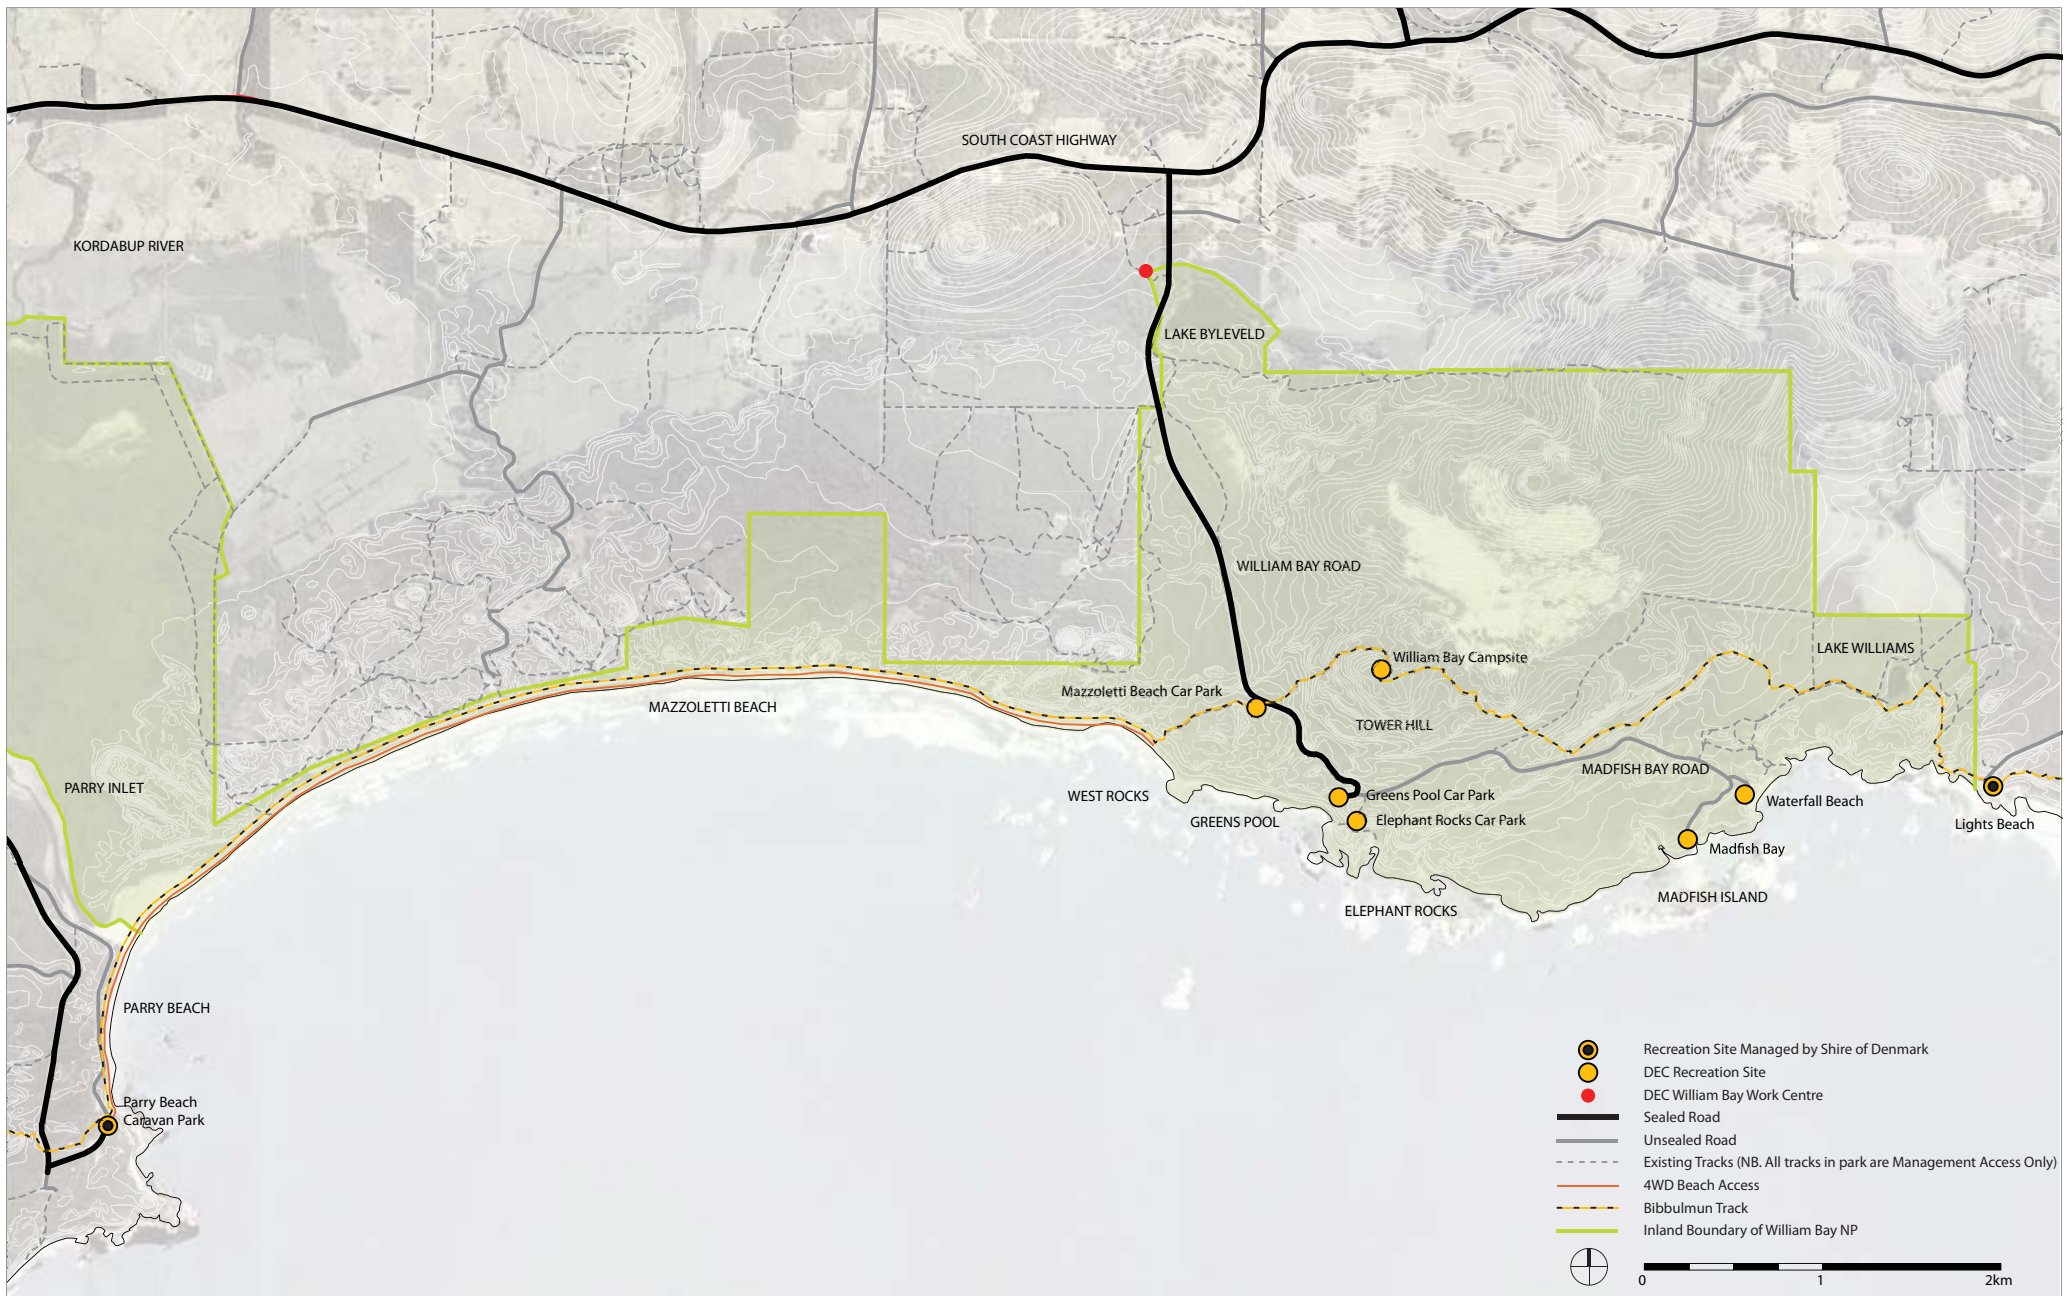 SOUTH COAST HIGHWAY
KORDABUP RIVER
LAKE BYLEVELD
WILLIAM BAY ROAD
LAKE WILLIAMS
William Bay Campsite
Mazzoletti Beach Car Park
MAZZOLETTI BEACH
TOWER HILL
MADFISH BAY ROAD
PARRY INLET
WEST ROCKS
Greens Pool Car Park
Waterfall Beach
GREENS POOL
Elephant Rocks Car Park
Lights Beach
Madfish Bay
MADFISH ISLAND
ELEPHANT ROCKS
PARRY BEACH
Parry Beach
Caravan Park
Recreation Site Managed by Shire of Denmark
DEC Recreation Site
DEC William Bay Work Centre
Sealed Road
Unsealed Road
Existing Tracks (NB. All tracks in park are Management Access Only)
4WD Beach Access
Bibbulmun Track
Inland Boundary of William Bay NP
0 1 2km